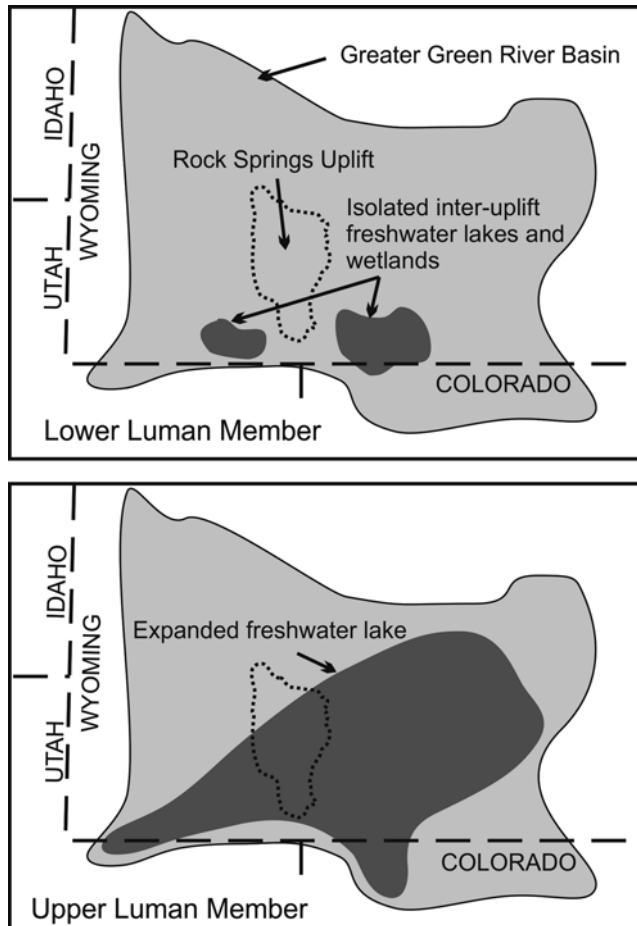 Greater Green River Basin
IDAHO
WYOMING
UTAH
Rock Springs Uplift
Isolated inter-uplift
freshwater lakes and
wetlands
COLORADO
Lower Luman Member
IDAHO
WYOMING
UTAH
Expanded freshwater lake
COLORADO
Upper Luman Member